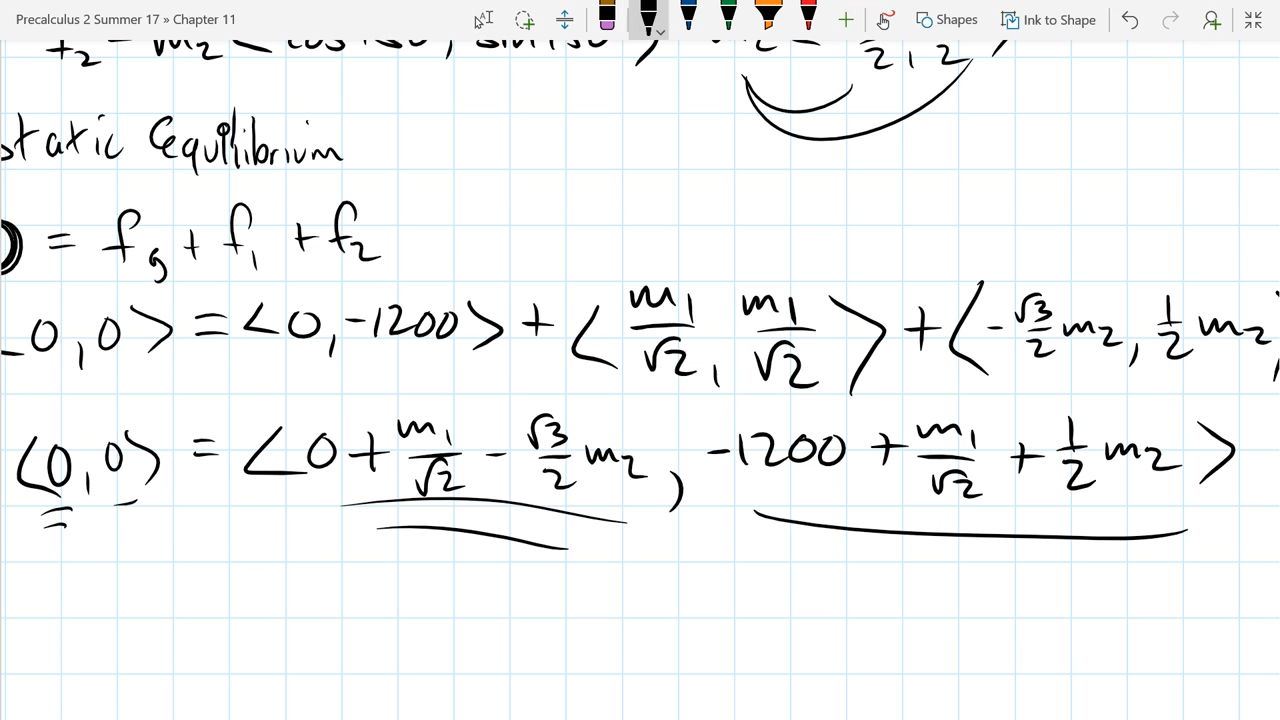 Precalculus 2 Summer 17 » Chapter 11
Shapes
Ink to Shape
static Equilibrium
= f_g + f_1 + f_2
0, 0> = <0, -1200> + <m_1/√2, m_1/√2> + <-√3/2 m_2, 1/2 m_2
<0, 0> = <0 + m_1/√2 - √3/2 m_2, -1200 + m_1/√2 + 1/2 m_2>